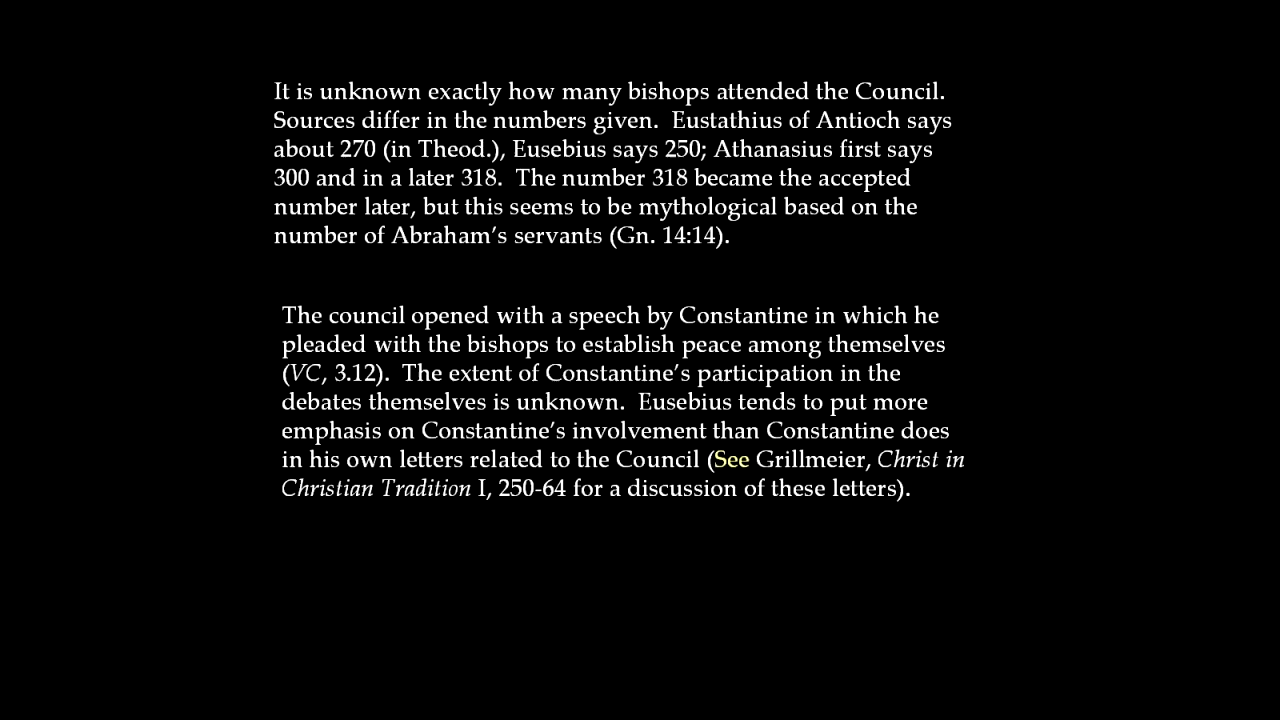 It is unknown exactly how many bishops attended the Council.
Sources differ in the numbers given.  Eustathius of Antioch says
about 270 (in Theod.), Eusebius says 250; Athanasius first says
300 and in a later 318.  The number 318 became the accepted
number later, but this seems to be mythological based on the
number of Abraham's servants (Gn. 14:14).
The council opened with a speech by Constantine in which he
pleaded with the bishops to establish peace among themselves
(VC, 3.12).  The extent of Constantine's participation in the
debates themselves is unknown.  Eusebius tends to put more
emphasis on Constantine's involvement than Constantine does
in his own letters related to the Council (See Grillmeier, Christ in
Christian Tradition I, 250-64 for a discussion of these letters).